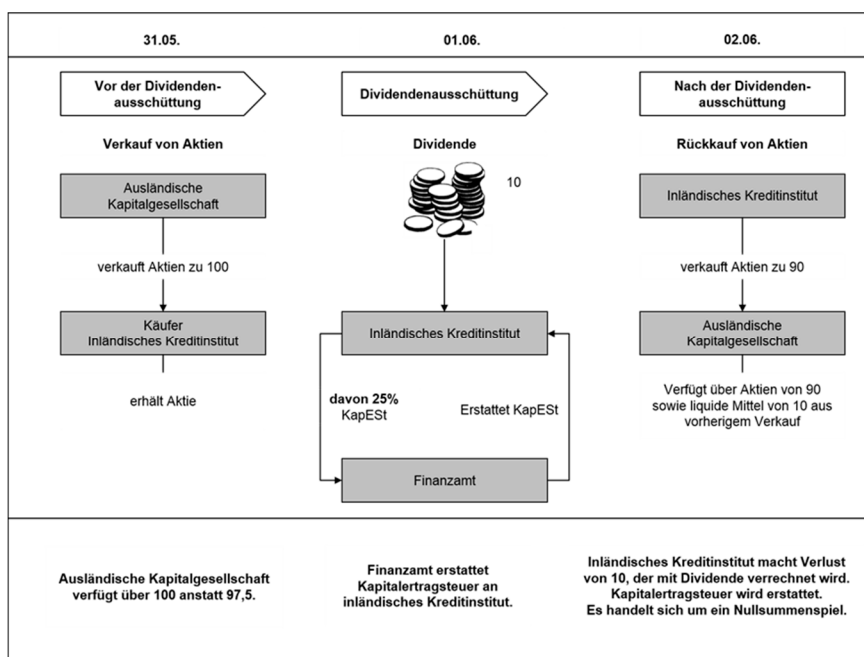 31.05.
01.06.
02.06.
Vor der Dividenden-
ausschüttung
Dividendenausschüttung
Nach der Dividenden-
ausschüttung
Verkauf von Aktien
Dividende
Rückkauf von Aktien
Ausländische
Kapitalgesellschaft
10
Inländisches Kreditinstitut
verkauft Aktien zu 100
verkauft Aktien zu 90
Käufer
Inländisches Kreditinstitut
Inländisches Kreditinstitut
Ausländische
Kapitalgesellschaft
erhält Aktie
davon 25%
KapESt
Erstattet KapESt
Verfügt über Aktien von 90
sowie liquide Mittel von 10 aus
vorherigem Verkauf
Finanzamt
Ausländische Kapitalgesellschaft
verfügt über 100 anstatt 97,5.
Finanzamt erstattet
Kapitalertragsteuer an
inländisches Kreditinstitut.
Inländisches Kreditinstitut macht Verlust
von 10, der mit Dividende verrechnet wird.
Kapitalertragsteuer wird erstattet.
Es handelt sich um ein Nullsummenspiel.